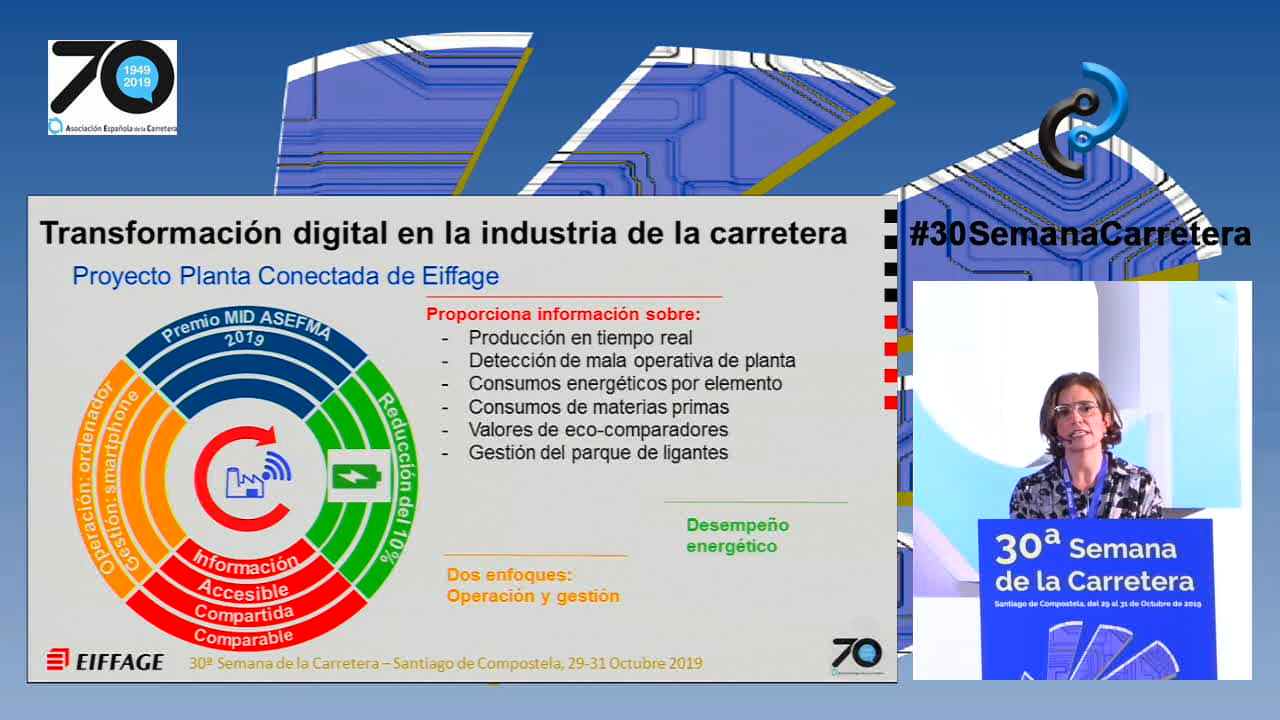 70
1949
2019
Asociación Española de la Carretera
Transformación digital en la industria de la carretera
#30SemanaCarretera
Proyecto Planta Conectada de Eiffage
Premio MID ASEFMA
2019
Operación: ordenador
Gestión: smartphone
Reducción del 10%
Información
Accesible
Compartida
Comparable
Proporciona información sobre:
- Producción en tiempo real
- Detección de mala operativa de planta
- Consumos energéticos por elemento
- Consumos de materias primas
- Valores de eco-comparadores
- Gestión del parque de ligantes
Desempeño
energético
Dos enfoques:
Operación y gestión
EIFFAGE
30ª Semana de la Carretera – Santiago de Compostela, 29-31 Octubre 2019
70
30ª Semana
de la Carretera
Santiago de Compostela, del 29 al 31 de Octubre de 2019